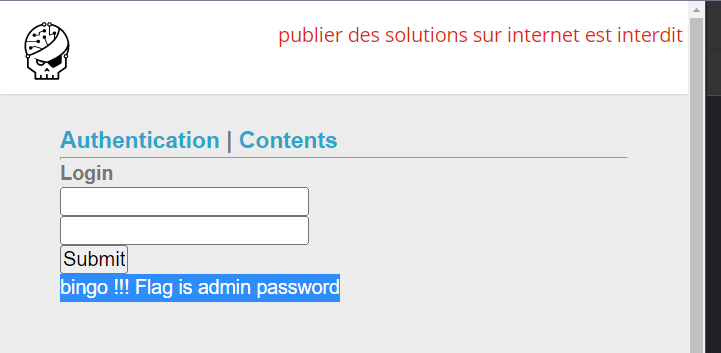 publier des solutions sur internet est interdit
Authentication | Contents
Login
Submit
bingo !!! Flag is admin password